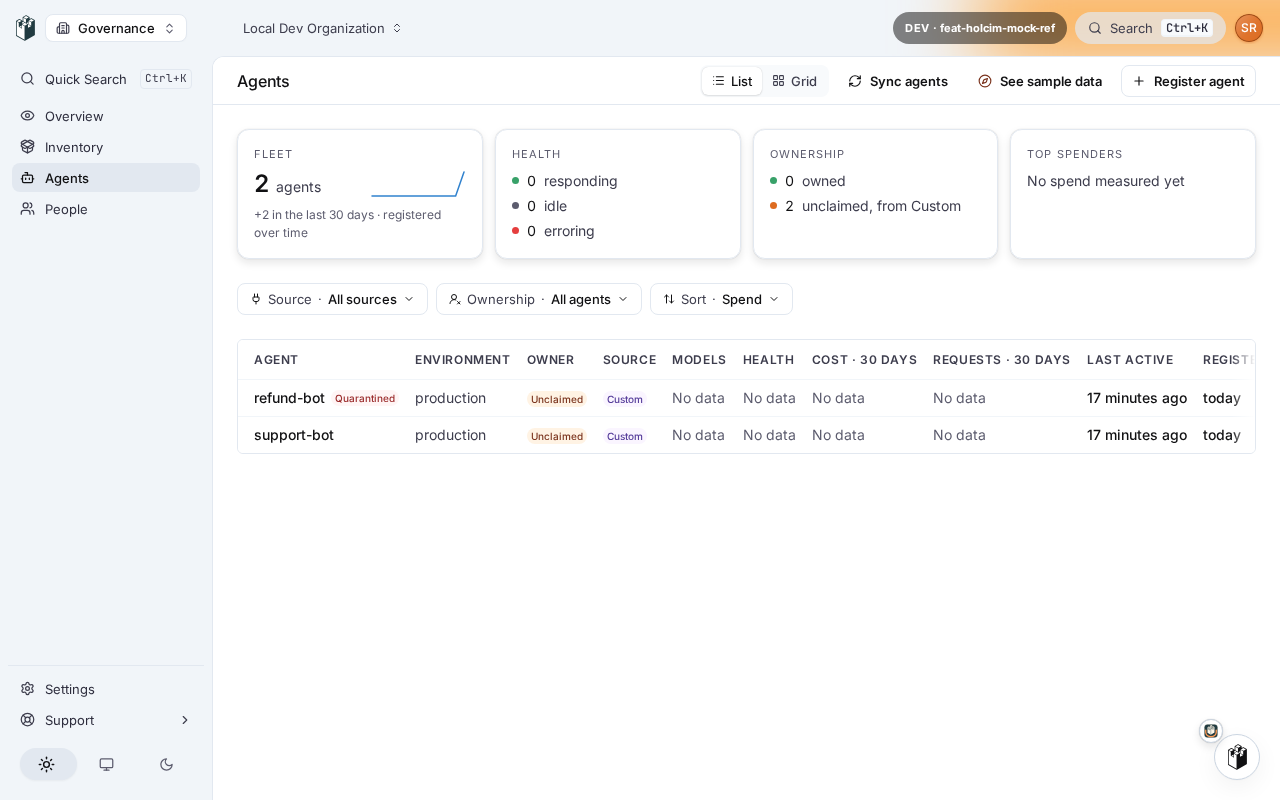 Governance
Local Dev Organization
DEV · feat-holcim-mock-ref
Search Ctrl+K
SR
Quick Search Ctrl+K
Overview
Inventory
Agents
People
Settings
Support
Agents
List
Grid
Sync agents
See sample data
Register agent
FLEET
2 agents
+2 in the last 30 days · registered
over time
HEALTH
0 responding
0 idle
0 erroring
OWNERSHIP
0 owned
2 unclaimed, from Custom
TOP SPENDERS
No spend measured yet
Source · All sources
Ownership · All agents
Sort · Spend
AGENT ENVIRONMENT OWNER SOURCE MODELS HEALTH COST · 30 DAYS REQUESTS · 30 DAYS LAST ACTIVE
refund-bot Quarantined production Unclaimed Custom No data No data No data No data 17 minutes ago today
support-bot production Unclaimed Custom No data No data No data No data 17 minutes ago today